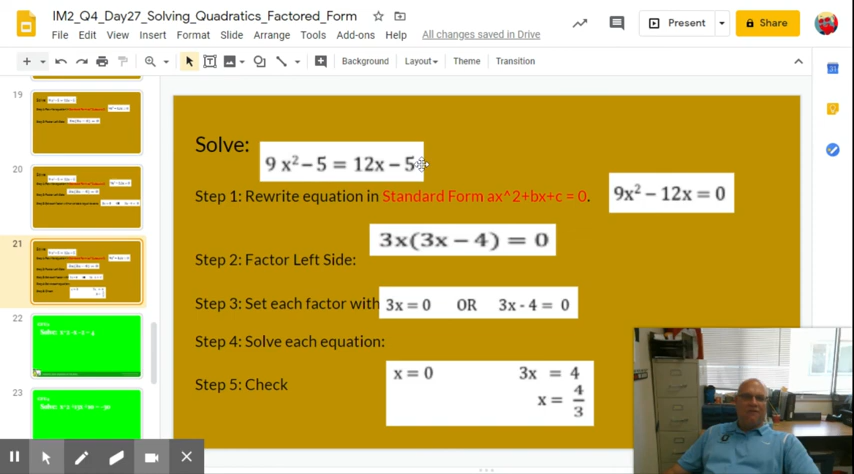 IM2_Q4_Day27_Solving_Quadratics_Factored_Form
File Edit View Insert Format Slide Arrange Tools Add-ons Help All changes saved in Drive
Present
Share
Background Layout Theme Transition
19
20
21
22
23
Solve: 9 x² – 5 = 12x – 5
Step 1: Rewrite equation in Standard Form ax^2+bx+c = 0. 9x² – 12x = 0
3x(3x – 4) = 0
Step 2: Factor Left Side:
Step 3: Set each factor with 3x = 0 OR 3x - 4 = 0
Step 4: Solve each equation:
x = 0 3x = 4
x = 4/3
Step 5: Check